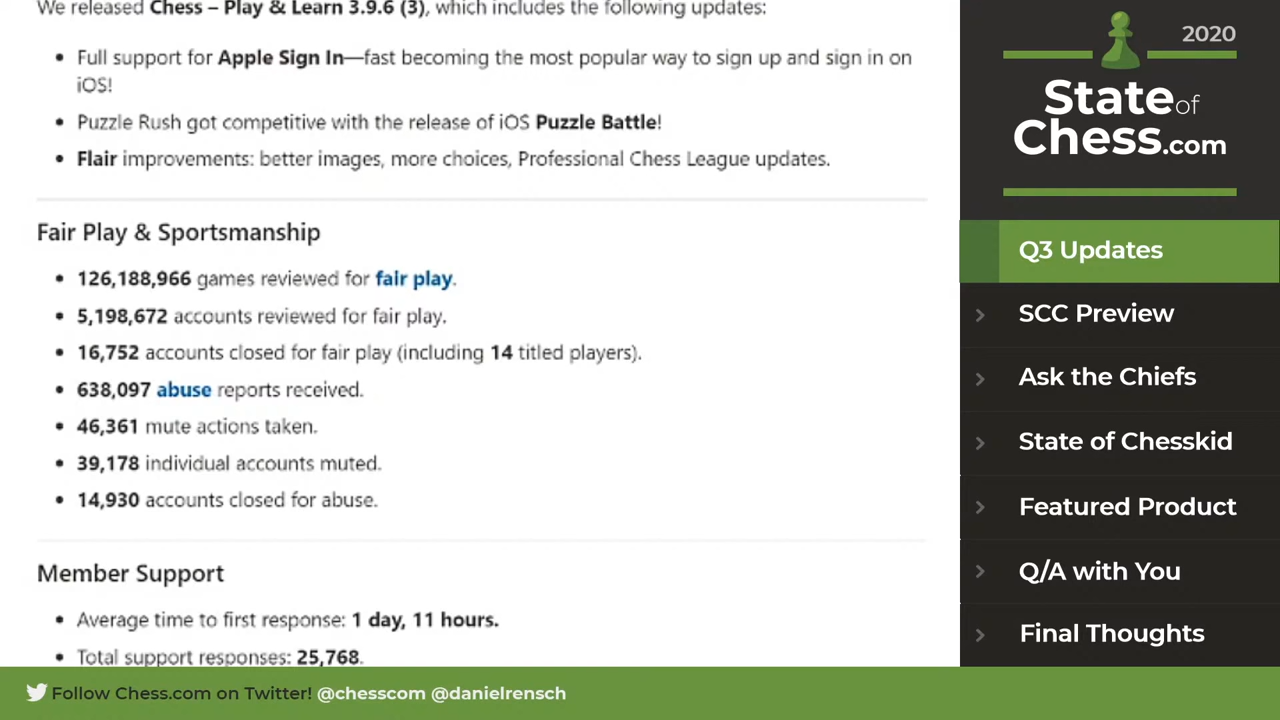 We released Chess – Play & Learn 3.9.6 (3), which includes the following updates:
• Full support for Apple Sign In—fast becoming the most popular way to sign up and sign in on
iOS!
• Puzzle Rush got competitive with the release of iOS Puzzle Battle!
• Flair improvements: better images, more choices, Professional Chess League updates.
Fair Play & Sportsmanship
• 126,188,966 games reviewed for fair play.
• 5,198,672 accounts reviewed for fair play.
• 16,752 accounts closed for fair play (including 14 titled players).
• 638,097 abuse reports received.
• 46,361 mute actions taken.
• 39,178 individual accounts muted.
• 14,930 accounts closed for abuse.
Member Support
• Average time to first response: 1 day, 11 hours.
• Total support responses: 25,768.
2020
State of
Chess.com
Q3 Updates
SCC Preview
Ask the Chiefs
State of Chesskid
Featured Product
Q/A with You
Final Thoughts
Follow Chess.com on Twitter! @chesscom @danielrensch